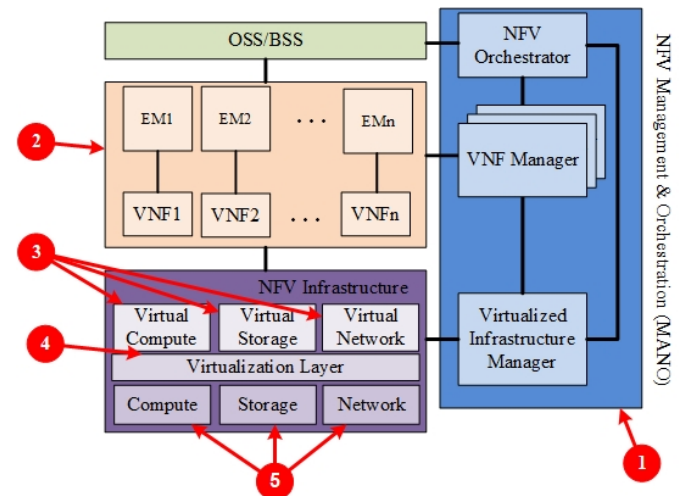 OSS/BSS
NFV
Orchestrator
EM1
EM2
. . .
EMn
VNF1
VNF2
. . .
VNFn
VNF Manager
2
3
NFV Infrastructure
Virtual
Compute
Virtual
Storage
Virtual
Network
4
Virtualization Layer
Compute
Storage
Network
Virtualized
Infrastructure
Manager
5
1
NFV Management & Orchestration (MANO)